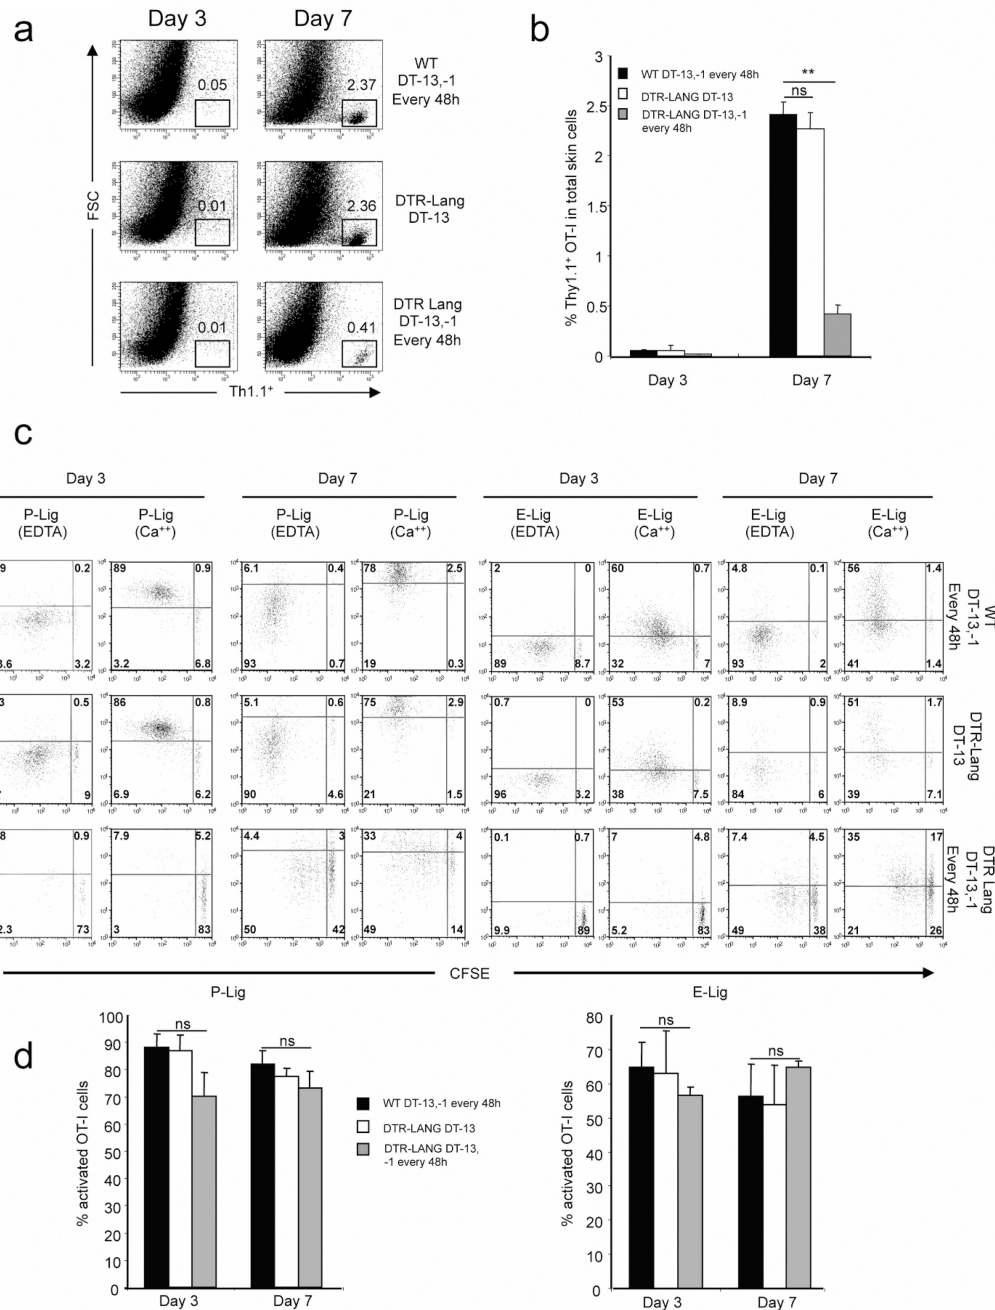 a
Day 3 Day 7
FSC
0.05 2.37
WT
DT-13,-1
Every 48h
0.01 2.36
DTR-Lang
DT-13
0.01 0.41
DTR Lang
DT-13,-1
Every 48h
Th1.1⁺
b
% Thy1.1⁺ OT-I in total skin cells
3
2.5
2
1.5
1
0.5
0
WT DT-13,-1 every 48h
DTR-LANG DT-13
DTR-LANG DT-13,-1
every 48h
**
ns
Day 3 Day 7
c
Day 3 Day 7 Day 3 Day 7
P-Lig P-Lig P-Lig P-Lig E-Lig E-Lig E-Lig E-Lig
(EDTA) (Ca⁺⁺) (EDTA) (Ca⁺⁺) (EDTA) (Ca⁺⁺) (EDTA) (Ca⁺⁺)
9 0.2 89 0.9 6.1 0.4 78 2.5 2 0 60 0.7 4.8 0.1 56 1.4
3.6 3.2 3.2 6.8 93 0.7 19 0.3 89 8.7 32 7 93 2 41 1.4
WT
DT-13,-1
Every 48h
3 0.5 86 0.8 5.1 0.6 75 2.9 0.7 0 53 0.2 8.9 0.9 51 1.7
9 6.9 6.2 90 4.6 21 1.5 96 3.2 38 7.5 84 6 39 7.1
DTR-Lang
DT-13
8 0.9 7.9 5.2 4.4 3 33 4 0.1 0.7 7 4.8 7.4 4.5 35 17
2.3 73 3 83 50 42 49 14 9.9 89 5.2 83 49 38 21 26
DTR Lang
DT-13,-1
Every 48h
CFSE
d
P-Lig
% activated OT-I cells
100
90
80
70
60
50
40
30
20
10
0
ns
ns
Day 3 Day 7
WT DT-13,-1 every 48h
DTR-LANG DT-13
DTR-LANG DT-13,
-1 every 48h
E-Lig
% activated OT-I cells
80
70
60
50
40
30
20
10
0
ns
ns
Day 3 Day 7